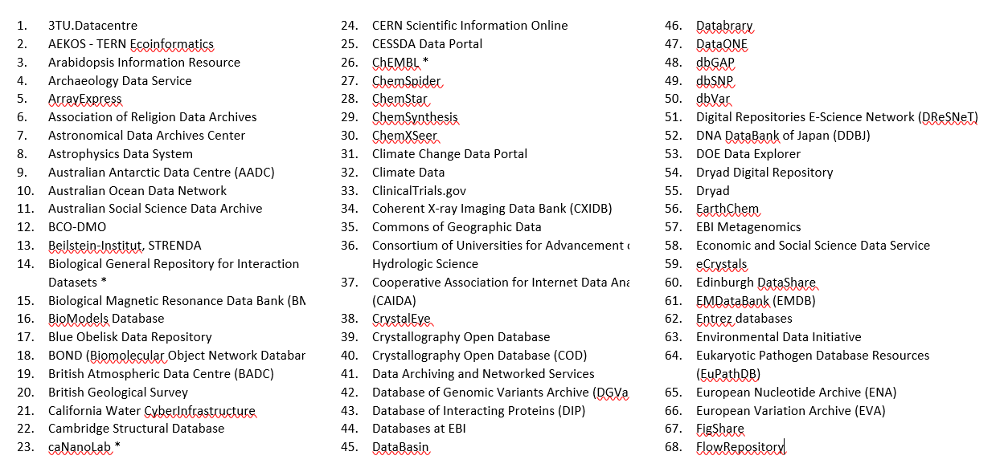 1. 3TU.Datacentre
2. AEKOS - TERN Ecoinformatics
3. Arabidopsis Information Resource
4. Archaeology Data Service
5. ArrayExpress
6. Association of Religion Data Archives
7. Astronomical Data Archives Center
8. Astrophysics Data System
9. Australian Antarctic Data Centre (AADC)
10. Australian Ocean Data Network
11. Australian Social Science Data Archive
12. BCO-DMO
13. Beilstein-Institut, STRENDA
14. Biological General Repository for Interaction
Datasets *
15. Biological Magnetic Resonance Data Bank
16. BioModels Database
17. Blue Obelisk Data Repository
18. BOND (Biomolecular Object Network Databan
19. British Atmospheric Data Centre (BADC)
20. British Geological Survey
21. California Water CyberInfrastructure
22. Cambridge Structural Database
23. caNanoLab *
24. CERN Scientific Information Online
25. CESSDA Data Portal
26. ChEMBL *
27. ChemSpider
28. ChemStar
29. ChemSynthesis
30. ChemXSeer
31. Climate Change Data Portal
32. Climate Data
33. ClinicalTrials.gov
34. Coherent X-ray Imaging Data Bank (CXIDB)
35. Commons of Geographic Data
36. Consortium of Universities for Advancement
Hydrologic Science
37. Cooperative Association for Internet Data Ana
(CAIDA)
38. CrystalEye
39. Crystallography Open Database
40. Crystallography Open Database (COD)
41. Data Archiving and Networked Services
42. Database of Genomic Variants Archive (DGVa
43. Database of Interacting Proteins (DIP)
44. Databases at EBI
45. DataBasin
46. Databrary
47. DataONE
48. dbGAP
49. dbSNP
50. dbVar
51. Digital Repositories E-Science Network (DReSNeT)
52. DNA DataBank of Japan (DDBJ)
53. DOE Data Explorer
54. Dryad Digital Repository
55. Dryad
56. EarthChem
57. EBI Metagenomics
58. Economic and Social Science Data Service
59. eCrystals
60. Edinburgh DataShare
61. EMDataBank (EMDB)
62. Entrez databases
63. Environmental Data Initiative
64. Eukaryotic Pathogen Database Resources
(EuPathDB)
65. European Nucleotide Archive (ENA)
66. European Variation Archive (EVA)
67. FigShare
68. FlowRepository